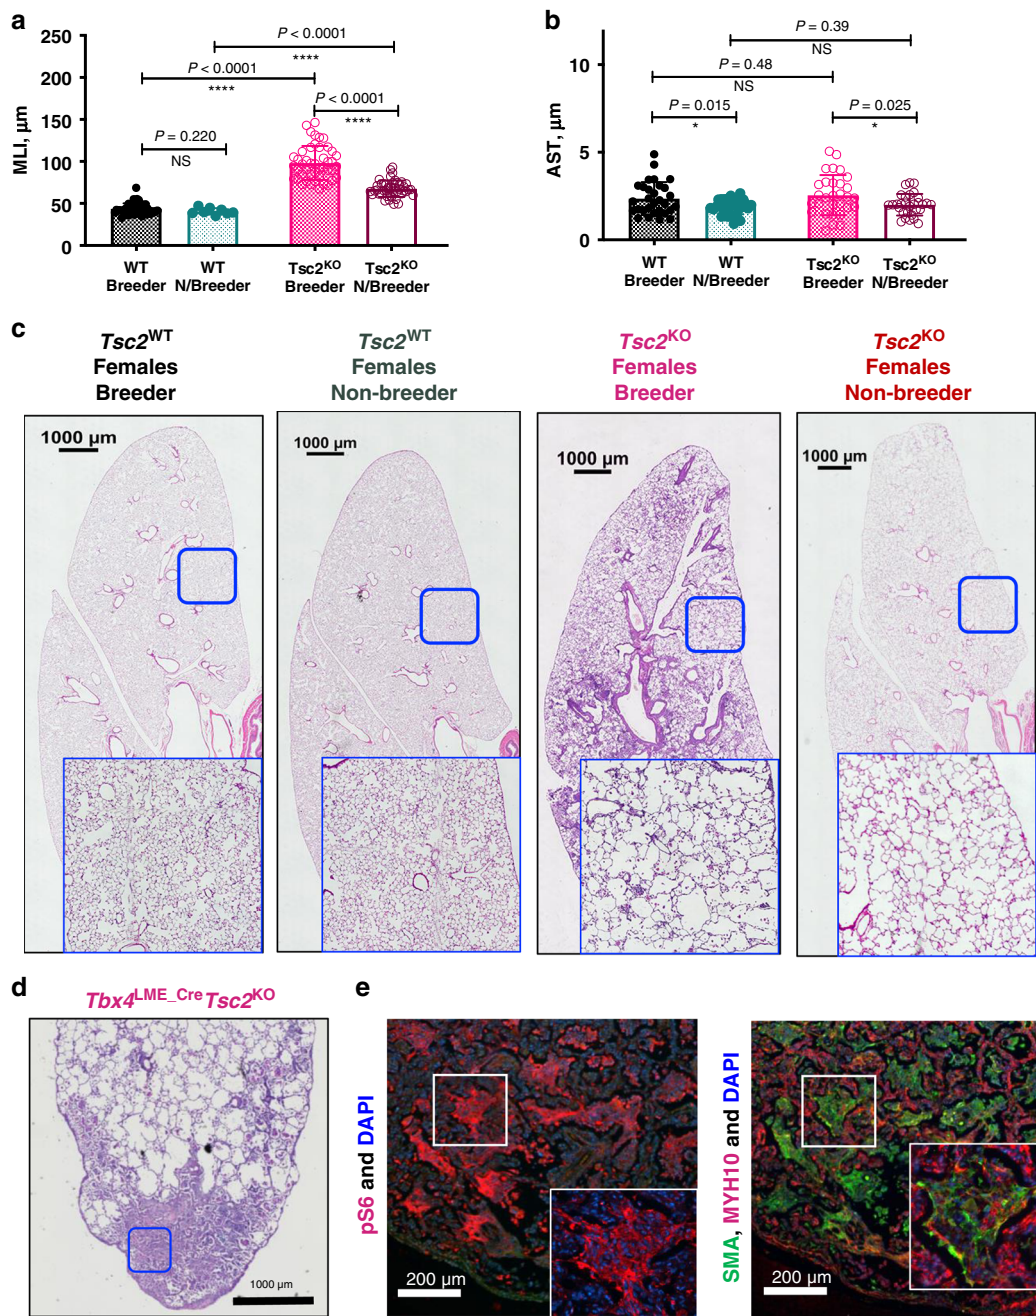 a
250
200
150
100
50
0
MLI, µm
P < 0.0001
****
P < 0.0001
****
P < 0.0001
****
P = 0.220
NS
WT
Breeder
WT
N/Breeder
Tsc2KO
Breeder
Tsc2KO
N/Breeder
b
10
5
0
AST, µm
P = 0.39
NS
P = 0.48
NS
P = 0.015
*
P = 0.025
*
WT
Breeder
WT
N/Breeder
Tsc2KO
Breeder
Tsc2KO
N/Breeder
c
Tsc2WT
Females
Breeder
Tsc2WT
Females
Non-breeder
Tsc2KO
Females
Breeder
Tsc2KO
Females
Non-breeder
1000 µm
1000 µm
1000 µm
1000 µm
d
Tbx4LME_Cre Tsc2KO
1000 µm
e
pS6 and DAPI
200 µm
SMA, MYH10 and DAPI
200 µm